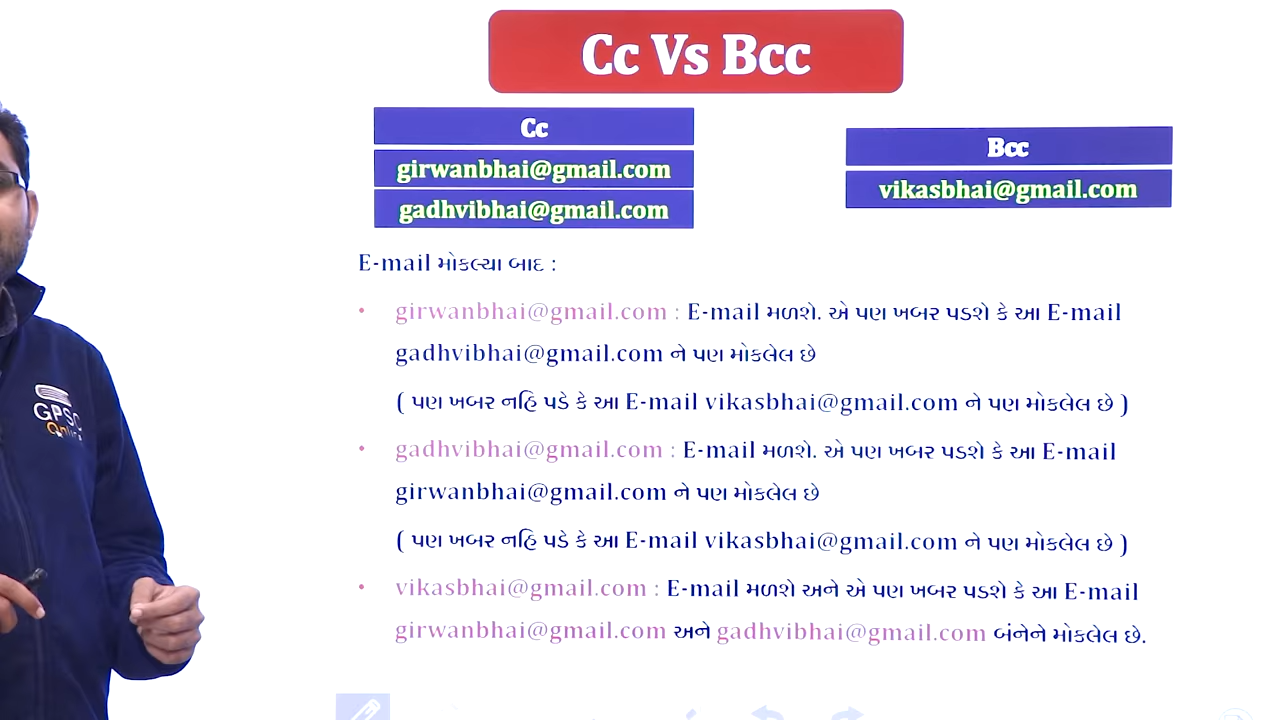 Cc Vs Bcc
Cc
girwanbhai@gmail.com
gadhvibhai@gmail.com
Bcc
vikasbhai@gmail.com
E-mail મોકલ્યા બાદ :
• girwanbhai@gmail.com : E-mail મળશે. એ પણ ખબર પડશે કે આ E-mail
gadhvibhai@gmail.com ને પણ મોકલેલ છે
( પણ ખબર નહિ પડે કે આ E-mail vikasbhai@gmail.com ને પણ મોકલેલ છે )
• gadhvibhai@gmail.com : E-mail મળશે. એ પણ ખબર પડશે કે આ E-mail
girwanbhai@gmail.com ને પણ મોકલેલ છે
( પણ ખબર નહિ પડે કે આ E-mail vikasbhai@gmail.com ને પણ મોકલેલ છે )
• vikasbhai@gmail.com : E-mail મળશે અને એ પણ ખબર પડશે કે આ E-mail
girwanbhai@gmail.com અને gadhvibhai@gmail.com બંનેને મોકલેલ છે.
GPSC
Online